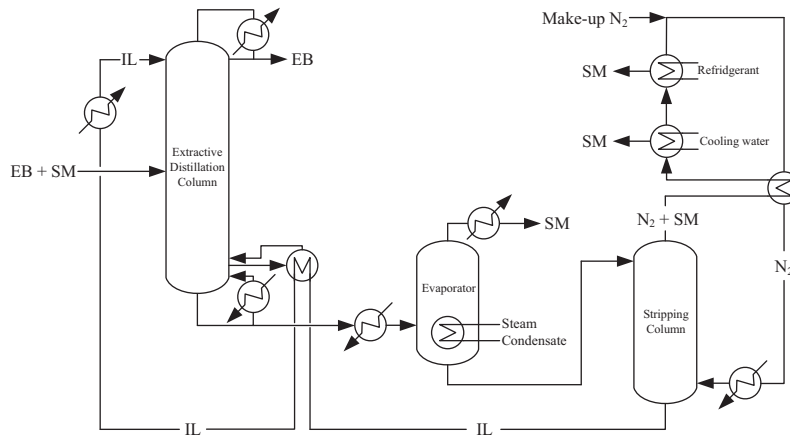 Make-up N₂
IL
EB
SM
Refridgerant
SM
Cooling water
Extractive
Distillation
Column
EB + SM
SM
N₂ + SM
N₂
Evaporator
Stripping
Column
Steam
Condensate
IL
IL